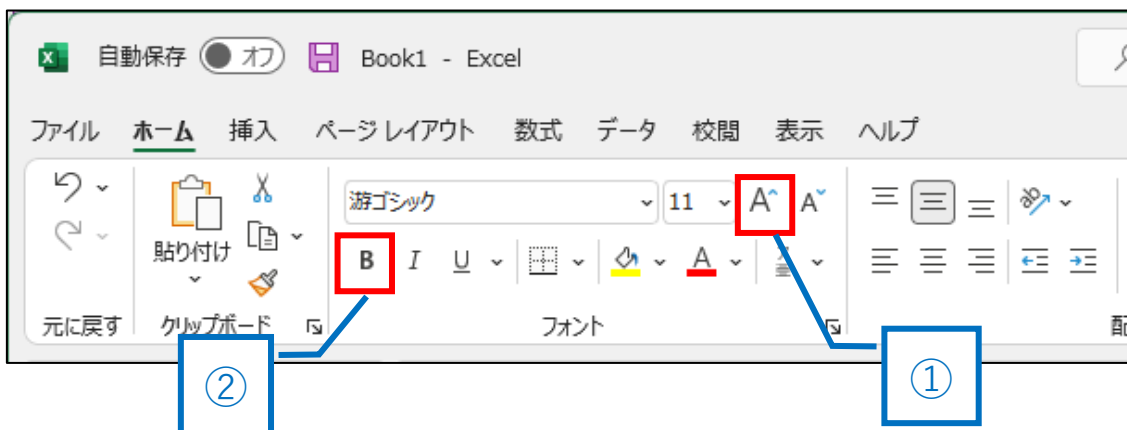 自動保存 オフ Book1 - Excel
ファイル ホーム 挿入 ページ レイアウト 数式 データ 校閲 表示 ヘルプ
游ゴシック 11 A A
貼り付け
B I U A
元に戻す クリップボード フォント 配
② ①